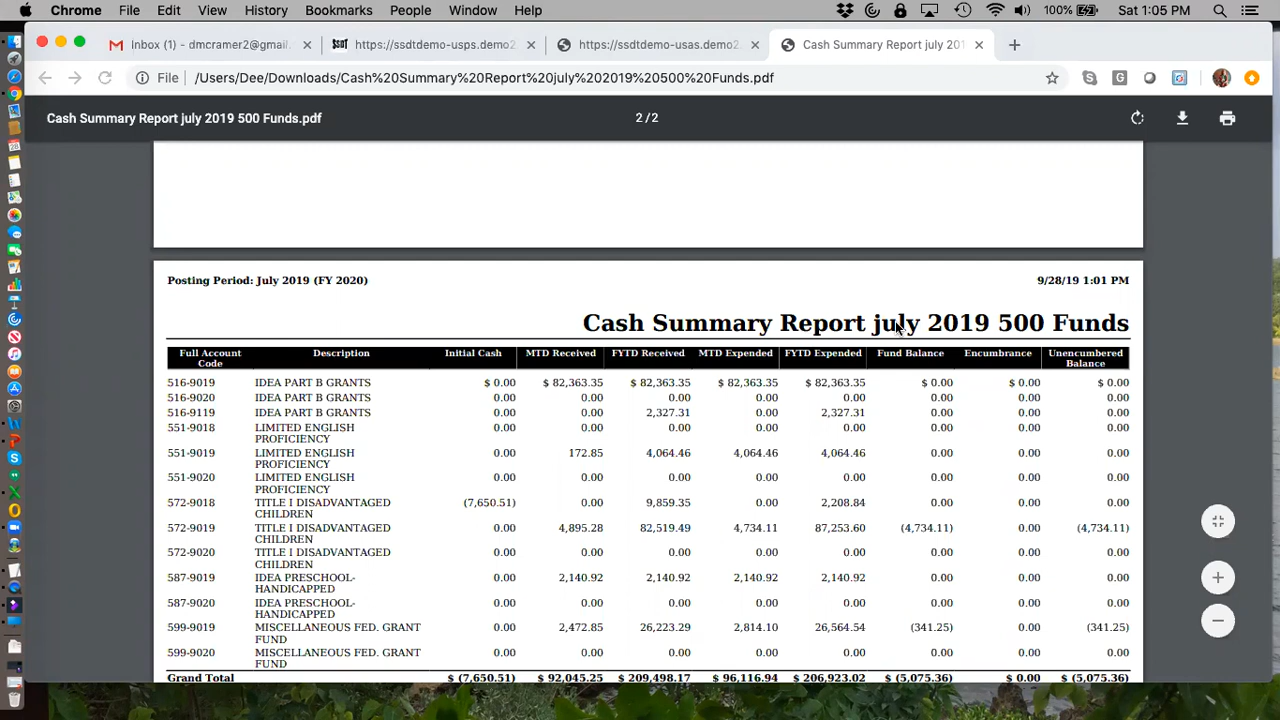 Chrome File Edit View History Bookmarks People Window Help 100% Sat 1:05 PM
Inbox (1) - dmcramer2@gmail. https://ssdtdemo-usps.demo2 https://ssdtdemo-usas.demo2. Cash Summary Report july 201
File /Users/Dee/Downloads/Cash%20Summary%20Report%20july%202019%20500%20Funds.pdf
Cash Summary Report july 2019 500 Funds.pdf 2 / 2
Posting Period: July 2019 (FY 2020) 9/28/19 1:01 PM
Cash Summary Report july 2019 500 Funds
Full Account Description Initial Cash MTD Received FYTD Received MTD Expended FYTD Expended Fund Balance Encumbrance Unencumbered
Code Balance
516-9019 IDEA PART B GRANTS $ 0.00 $ 82,363.35 $ 82,363.35 $ 82,363.35 $ 82,363.35 $ 0.00 $ 0.00 $ 0.00
516-9020 IDEA PART B GRANTS 0.00 0.00 0.00 0.00 0.00 0.00 0.00 0.00
516-9119 IDEA PART B GRANTS 0.00 0.00 2,327.31 0.00 2,327.31 0.00 0.00 0.00
551-9018 LIMITED ENGLISH 0.00 0.00 0.00 0.00 0.00 0.00 0.00 0.00
PROFICIENCY
551-9019 LIMITED ENGLISH 0.00 172.85 4,064.46 4,064.46 4,064.46 0.00 0.00 0.00
PROFICIENCY
551-9020 LIMITED ENGLISH 0.00 0.00 0.00 0.00 0.00 0.00 0.00 0.00
PROFICIENCY
572-9018 TITLE I DISADVANTAGED (7,650.51) 0.00 9,859.35 0.00 2,208.84 0.00 0.00 0.00
CHILDREN
572-9019 TITLE I DISADVANTAGED 0.00 4,895.28 82,519.49 4,734.11 87,253.60 (4,734.11) 0.00 (4,734.11)
CHILDREN
572-9020 TITLE I DISADVANTAGED 0.00 0.00 0.00 0.00 0.00 0.00 0.00 0.00
CHILDREN
587-9019 IDEA PRESCHOOL- 0.00 2,140.92 2,140.92 2,140.92 2,140.92 0.00 0.00 0.00
HANDICAPPED
587-9020 IDEA PRESCHOOL- 0.00 0.00 0.00 0.00 0.00 0.00 0.00 0.00
HANDICAPPED
599-9019 MISCELLANEOUS FED. GRANT 0.00 2,472.85 26,223.29 2,814.10 26,564.54 (341.25) 0.00 (341.25)
FUND
599-9020 MISCELLANEOUS FED. GRANT 0.00 0.00 0.00 0.00 0.00 0.00 0.00 0.00
FUND
Grand Total $ (7,650.51) $ 92,045.25 $ 209,498.17 $ 96,116.94 $ 206,923.02 $ (5,075.36) $ 0.00 $ (5,075.36)